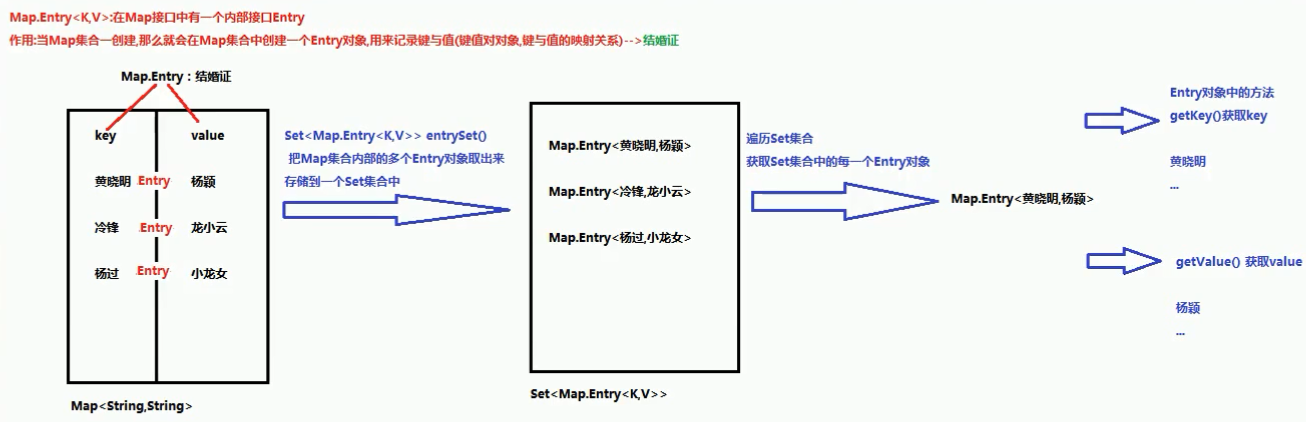 Map.Entry<K,V>:在Map接口中有一个内部接口Entry
作用:当Map集合一创建,那么就会在Map集合中创建一个Entry对象,用来记录键与值(键值对对象,键与值的映射关系)-->结婚证
Map.Entry：结婚证
key
value
黄晓明
Entry
杨颖
冷锋
Entry
龙小云
杨过
Entry
小龙女
Map<String,String>
Set<Map.Entry<K,V>> entrySet()
把Map集合内部的多个Entry对象取出来
存储到一个Set集合中
Map.Entry<黄晓明,杨颖>
Map.Entry<冷锋,龙小云>
Map.Entry<杨过,小龙女>
Set<Map.Entry<K,V>>
遍历Set集合
获取Set集合中的每一个Entry对象
Map.Entry<黄晓明,杨颖>
Entry对象中的方法
getKey()获取key
黄晓明
...
getValue() 获取value
杨颖
...